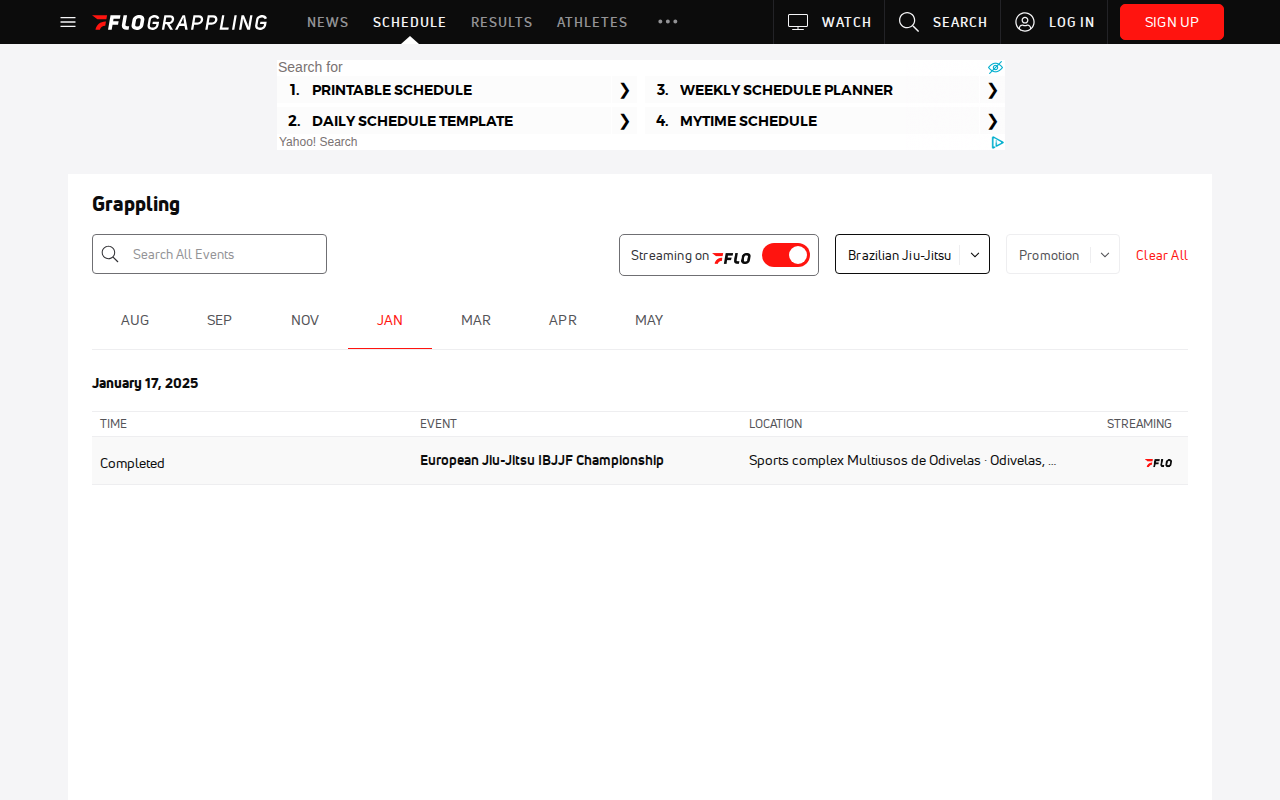 FLOGRAPPLING NEWS SCHEDULE RESULTS ATHLETES WATCH SEARCH LOG IN SIGN UP
Search for
1. PRINTABLE SCHEDULE
2. DAILY SCHEDULE TEMPLATE
3. WEEKLY SCHEDULE PLANNER
4. MYTIME SCHEDULE
Yahoo! Search
Grappling
Search All Events
Streaming on FLO
Brazilian Jiu-Jitsu
Promotion
Clear All
AUG SEP NOV JAN MAR APR MAY
January 17, 2025
TIME EVENT LOCATION STREAMING
Completed European Jiu-Jitsu IBJJF Championship Sports complex Multiusos de Odivelas · Odivelas, ... FLO